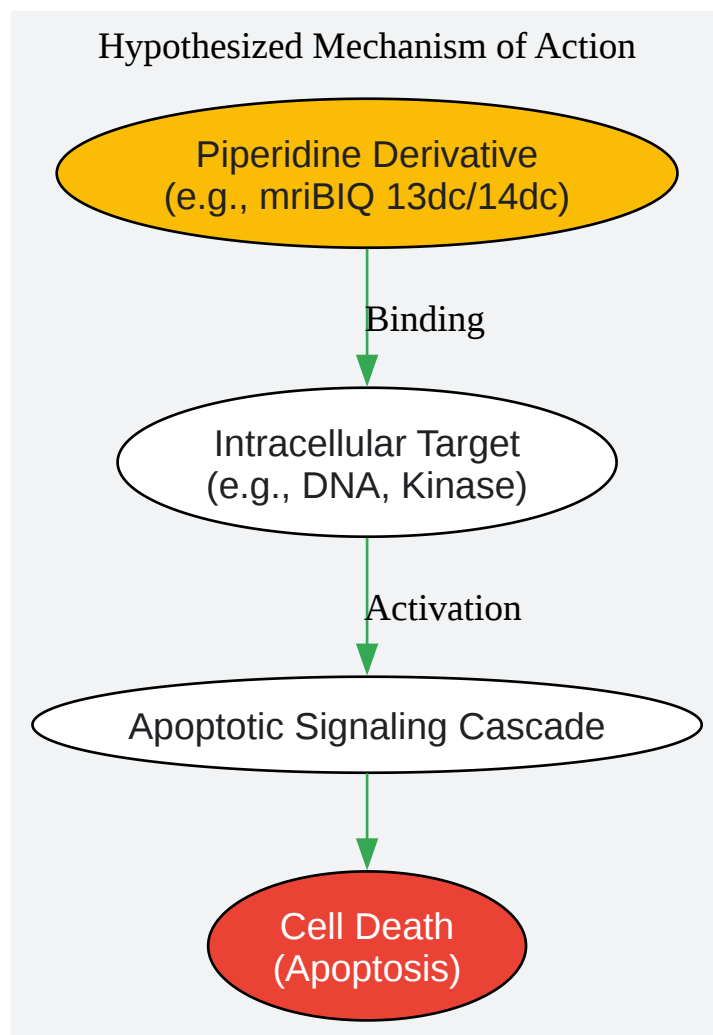 Hypothesized Mechanism of Action
Piperidine Derivative
(e.g., mriBIQ 13dc/14dc)
Binding
Intracellular Target
(e.g., DNA, Kinase)
Activation
Apoptotic Signaling Cascade
Cell Death
(Apoptosis)